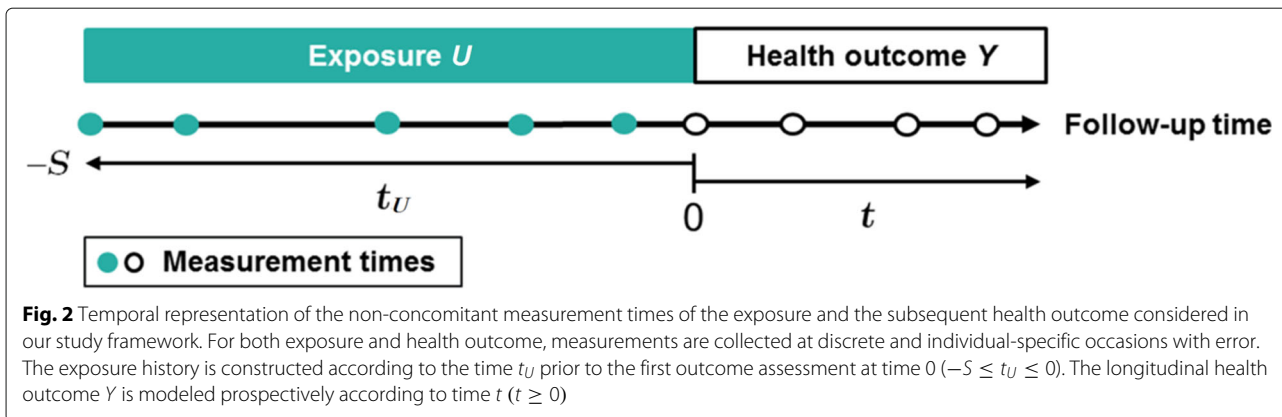 Exposure U
Health outcome Y
Follow-up time
–S
t_U
0
t
Measurement times
Fig. 2 Temporal representation of the non-concomitant measurement times of the exposure and the subsequent health outcome considered in
our study framework. For both exposure and health outcome, measurements are collected at discrete and individual-specific occasions with error.
The exposure history is constructed according to the time t_U prior to the first outcome assessment at time 0 (−S ≤ t_U ≤ 0). The longitudinal health
outcome Y is modeled prospectively according to time t (t ≥ 0)